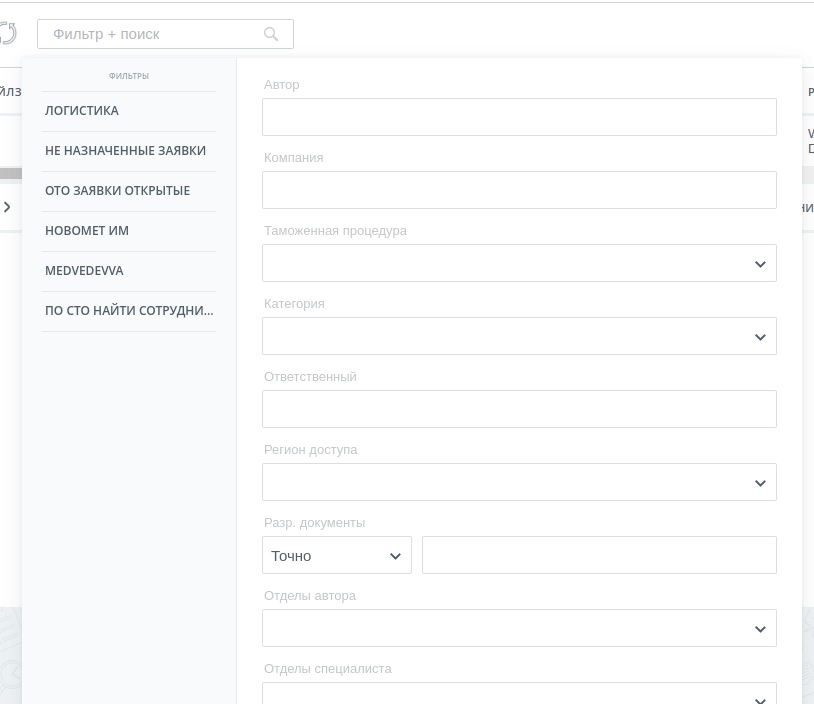 Фильтр + поиск
ФИЛЬТРЫ
ЛОГИСТИКА
НЕ НАЗНАЧЕННЫЕ ЗАЯВКИ
ОТО ЗАЯВКИ ОТКРЫТЫЕ
НОВОМЕТ ИМ
MEDVEDEVVA
ПО СТО НАЙТИ СОТРУДНИ...
Автор
Компания
Таможенная процедура
Категория
Ответственный
Регион доступа
Разр. документы
Точно
Отделы автора
Отделы специалиста